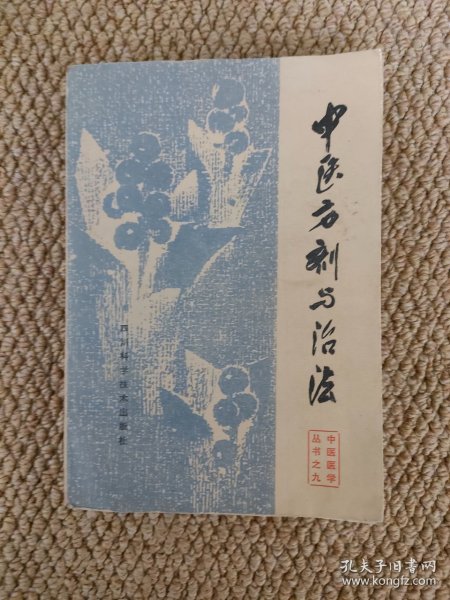 中医方剂与治法
中医医学
丛书之九
四川科学技术出版社
孔夫子旧书网
www.kongfz.com